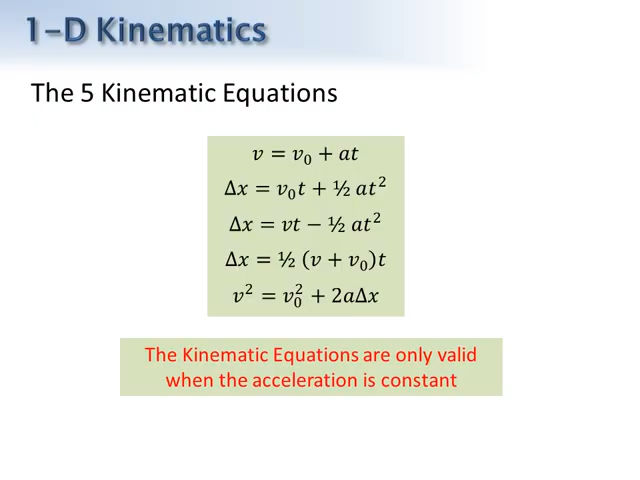 1-D Kinematics
The 5 Kinematic Equations
v = v₀ + at
Δx = v₀t + ½ at²
Δx = vt − ½ at²
Δx = ½ (v + v₀)t
v² = v₀² + 2aΔx
The Kinematic Equations are only valid
when the acceleration is constant